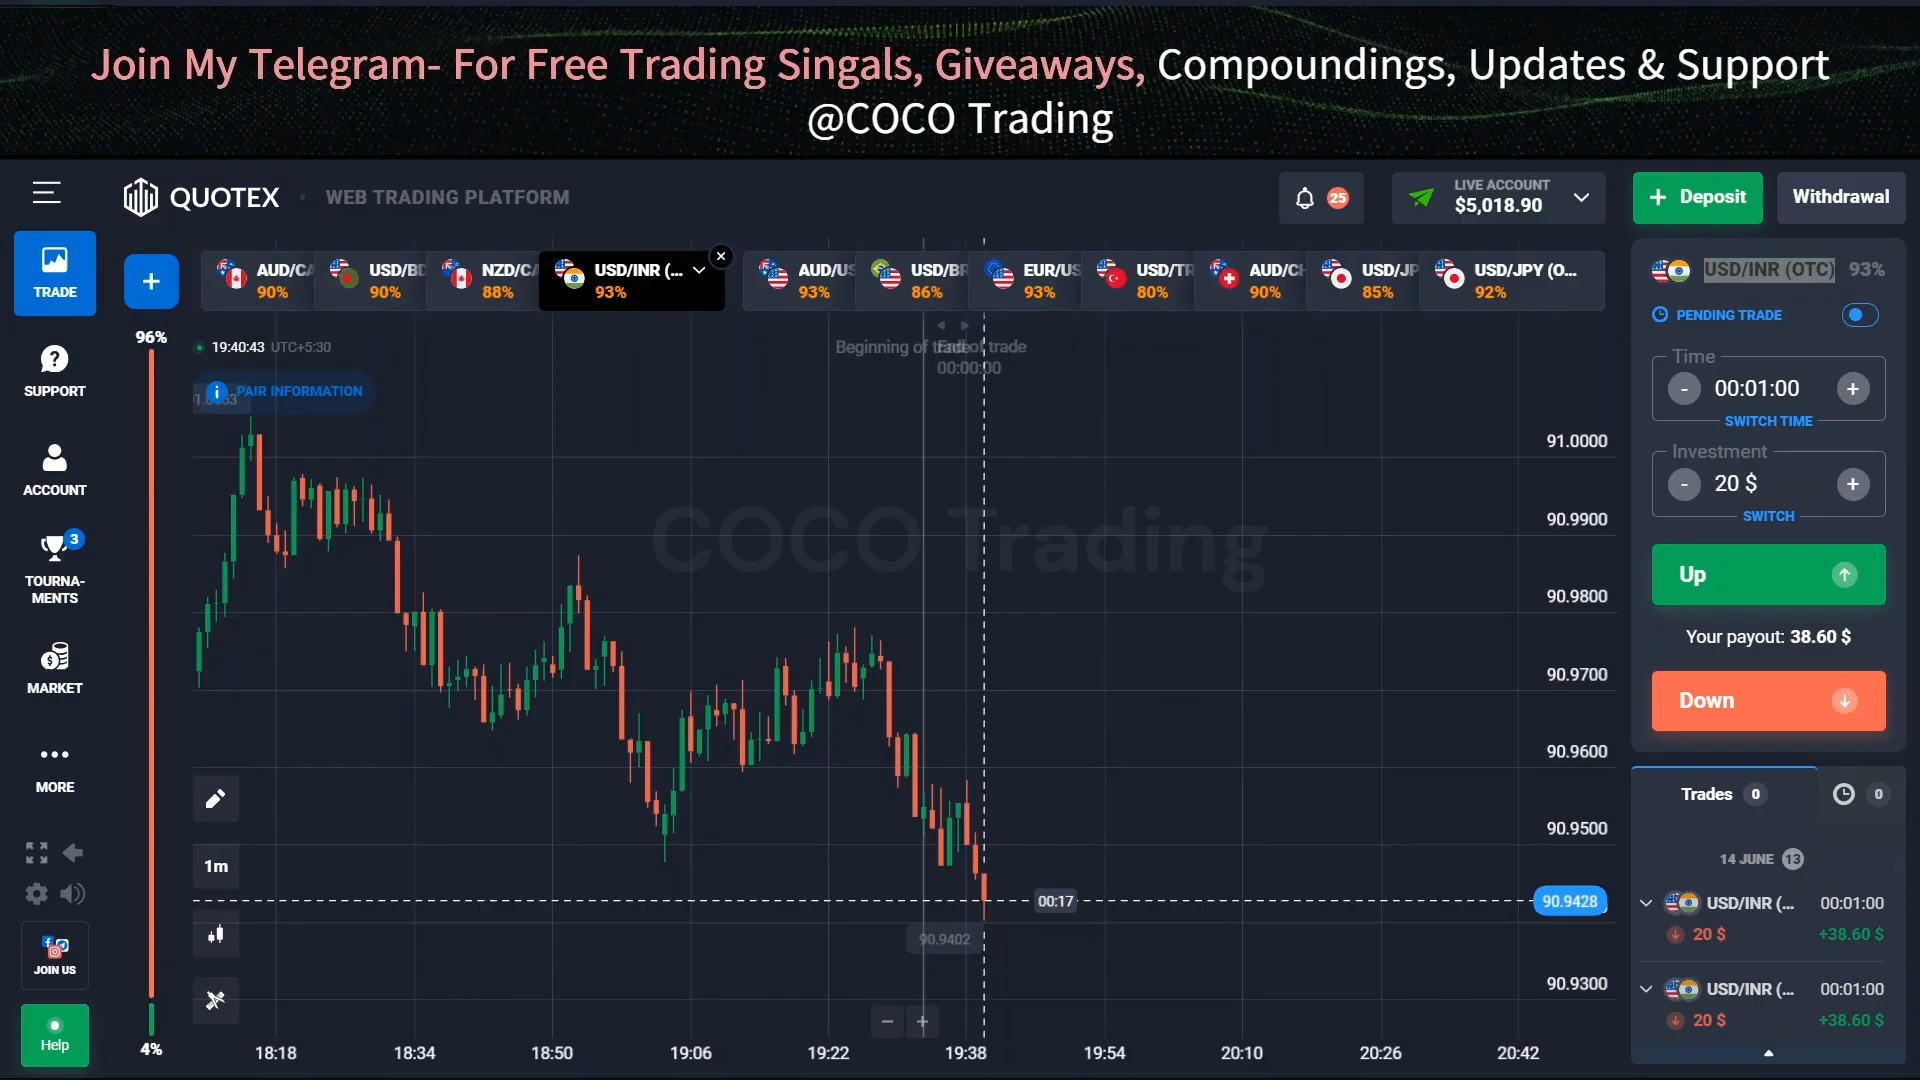 Join My Telegram- For Free Trading Singals, Giveaways, Compoundings, Updates & Support
@COCO Trading
QUOTEX
WEB TRADING PLATFORM
25
LIVE ACCOUNT
$5,018.90
+ Deposit
Withdrawal
TRADE
SUPPORT
ACCOUNT
3
TOURNA-
MENTS
MARKET
MORE
JOIN US
Help
+
AUD/CA
90%
USD/BD
90%
NZD/CA
88%
USD/INR (...
93%
AUD/US
93%
USD/BR
86%
EUR/US
93%
USD/TR
80%
AUD/CH
90%
USD/JP
85%
USD/JPY (O...
92%
96%
4%
19:40:43 UTC+5:30
PAIR INFORMATION
Beginning of trade
End of trade
00:00:00
COCO Trading
91.0000
90.9900
90.9800
90.9700
90.9600
90.9500
90.9428
90.9300
00:17
90.9402
1m
18:18
18:34
18:50
19:06
19:22
19:38
19:54
20:10
20:26
20:42
USD/INR (OTC) 93%
PENDING TRADE
Time
- 00:01:00 +
SWITCH TIME
Investment
- 20 $ +
SWITCH
Up
Your payout: 38.60 $
Down
Trades 0
0
14 JUNE 13
USD/INR (... 00:01:00
20 $ +38.60 $
USD/INR (... 00:01:00
20 $ +38.60 $